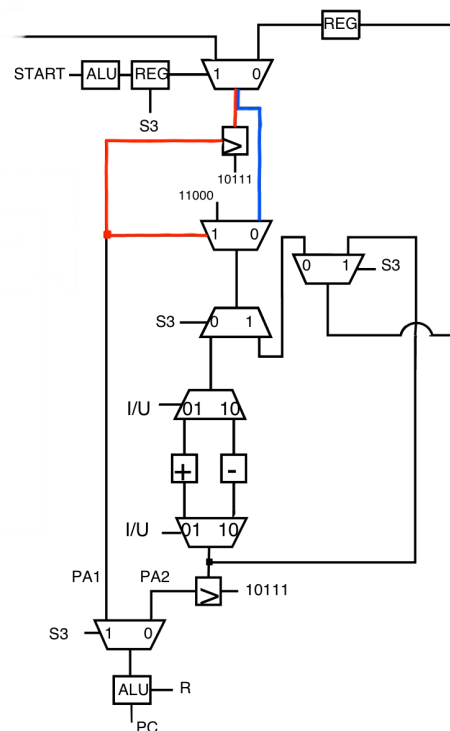 REG
1 0
START ALU REG
S3
>
10111
11000
1 0
0 1 S3
S3 0 1
I/U 01 10
+ -
I/U 01 10
PA1 PA2 > 10111
S3 1 0
ALU R
PC